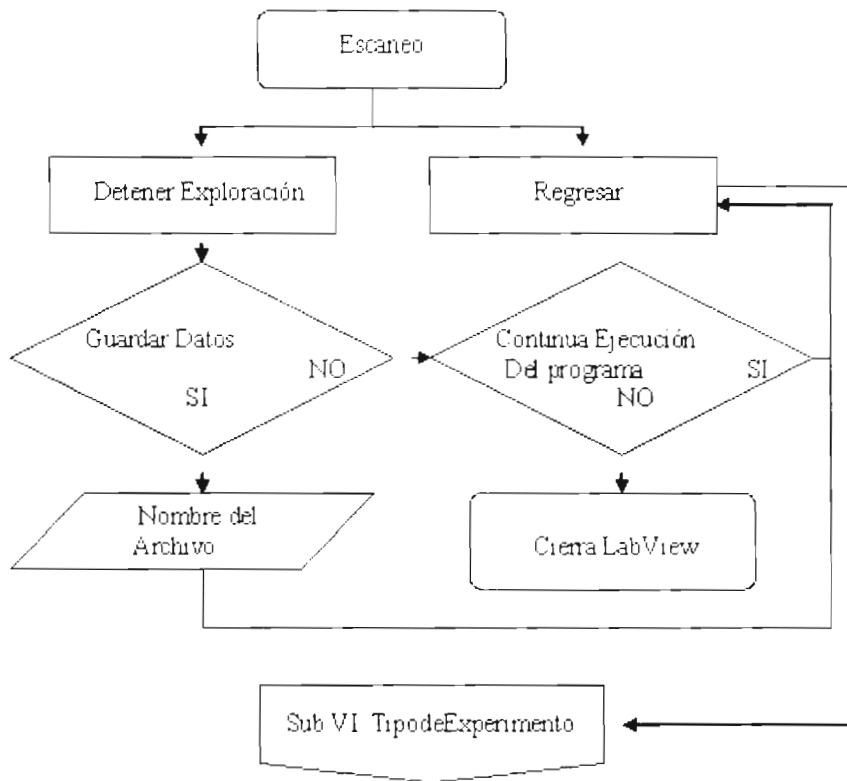 Escaneo
Detener Exploración
Regresar
Guardar Datos
NO
SI
Continua Ejecución
Del programa
SI
NO
Nombre del
Archivo
Cierra LabView
Sub VI TipodeExperimento